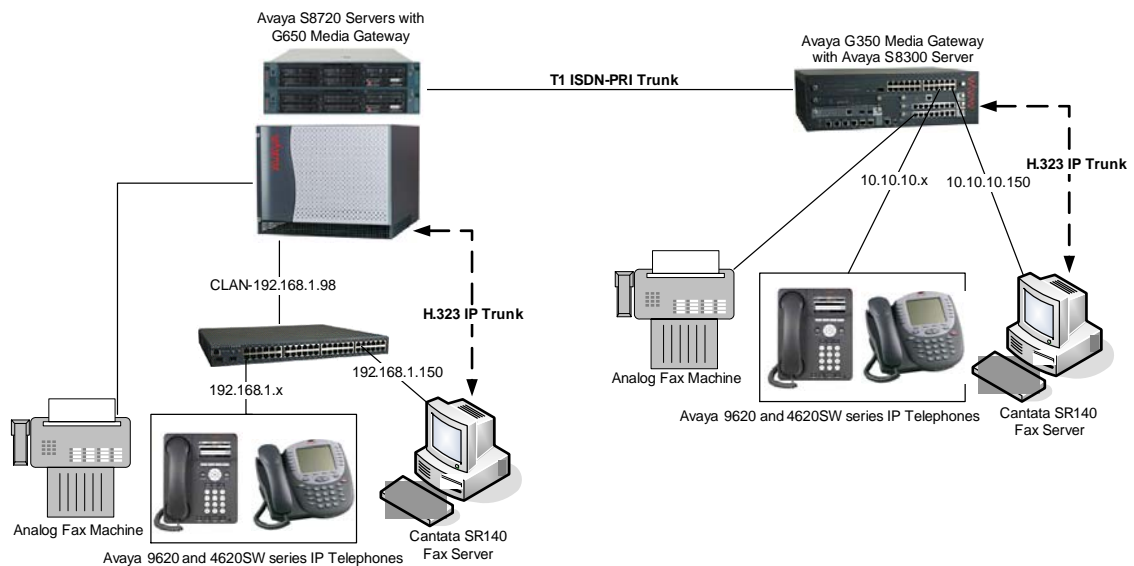 Avaya S8720 Servers with
G650 Media Gateway
Avaya G350 Media Gateway
with Avaya S8300 Server
T1 ISDN-PRI Trunk
AVAYA
AVAYA
H.323 IP Trunk
10.10.10.x
10.10.10.150
CLAN-192.168.1.98
H.323 IP Trunk
192.168.1.150
192.168.1.x
Analog Fax Machine
Avaya 9620 and 4620SW series IP Telephones
Cantata SR140
Fax Server
Analog Fax Machine
Avaya 9620 and 4620SW series IP Telephones
Cantata SR140
Fax Server